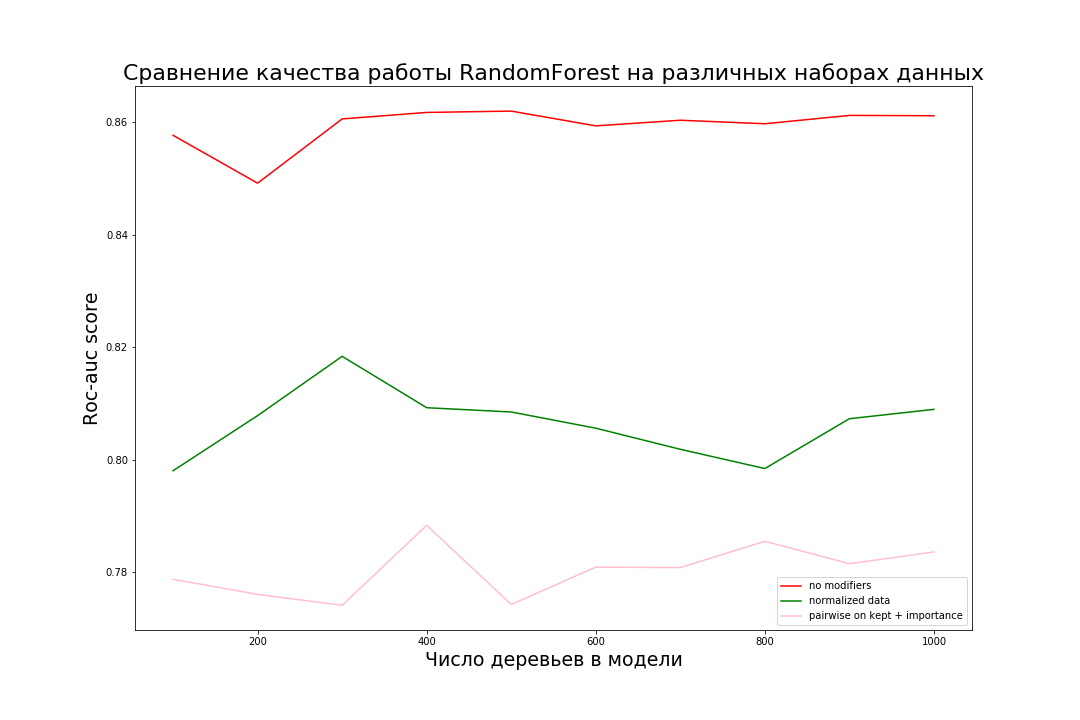 Сравнение качества работы RandomForest на различных наборах данных
0.86
0.84
0.82
0.80
0.78
Roc-auc score
200
400
600
800
1000
Число деревьев в модели
no modifiers
normalized data
pairwise on kept + importance